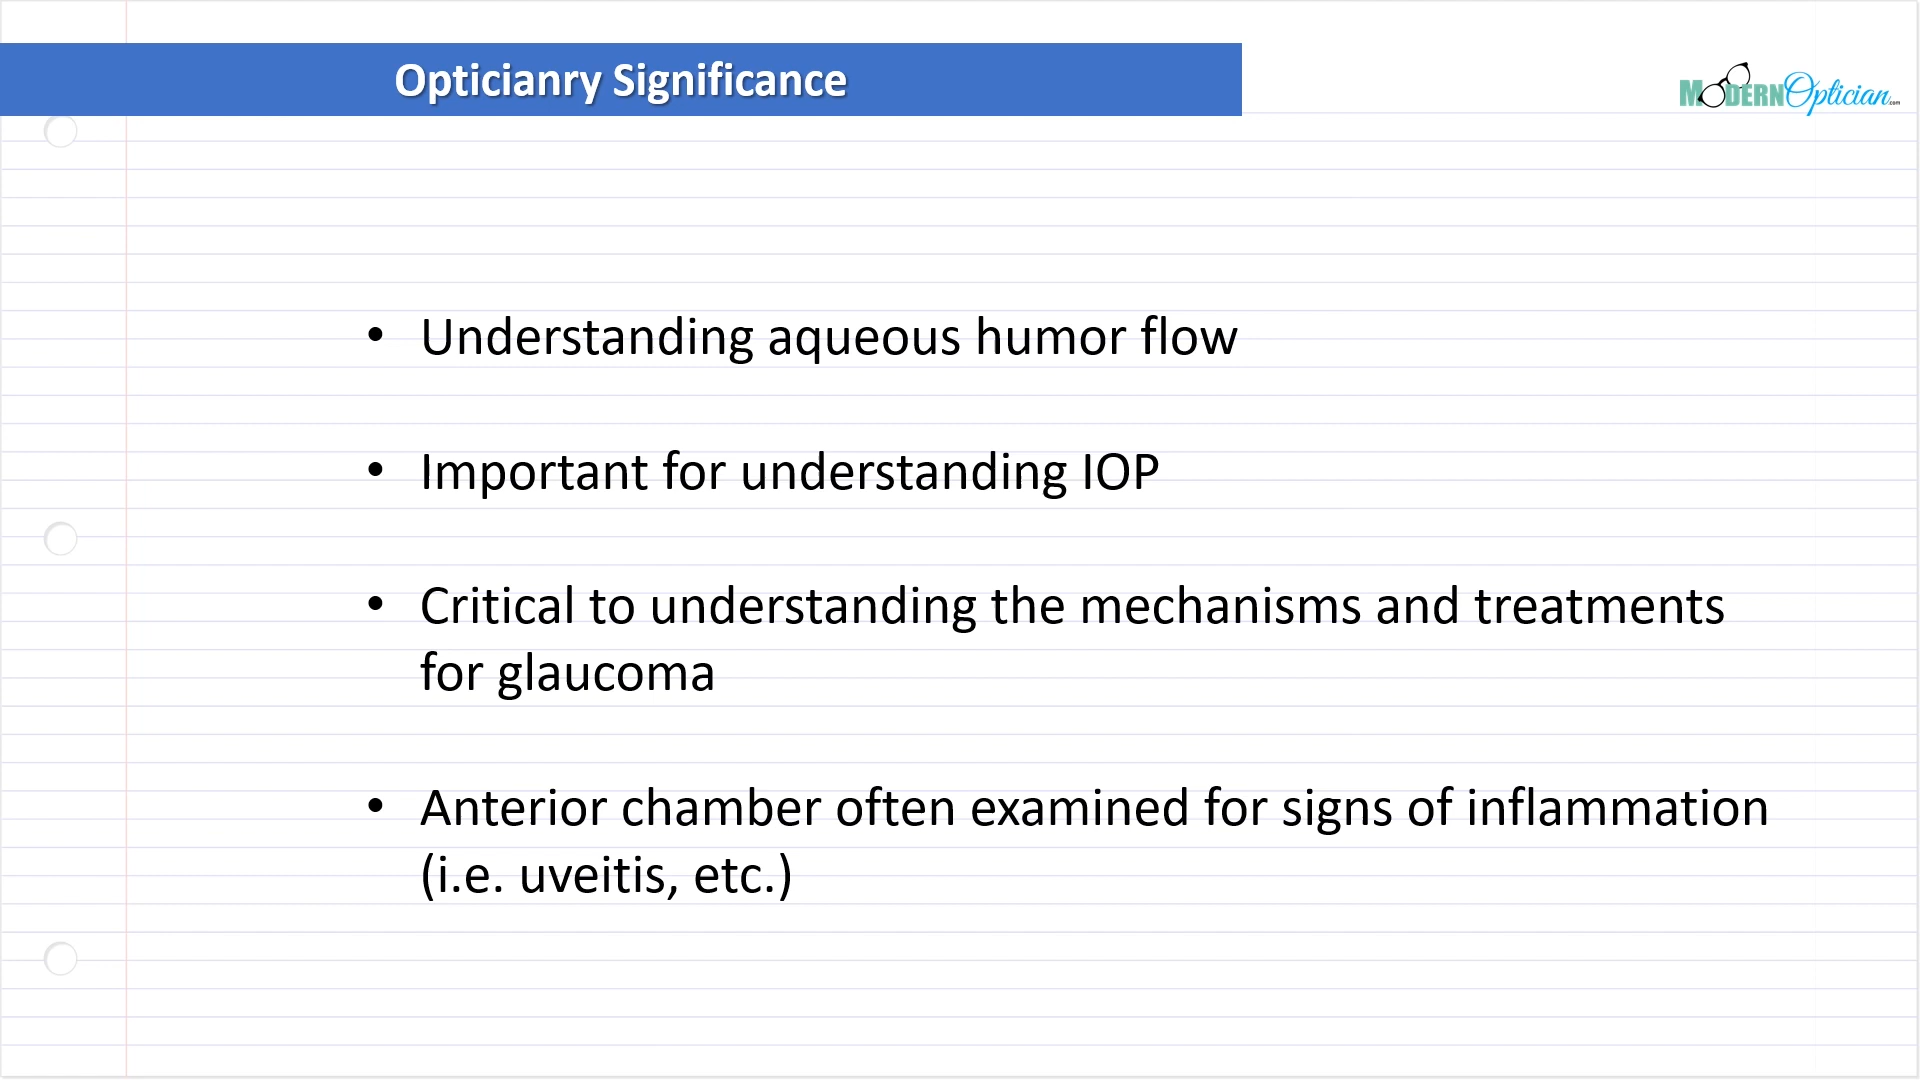 Opticianry Significance
MODERN Optician.com
• Understanding aqueous humor flow
• Important for understanding IOP
• Critical to understanding the mechanisms and treatments
for glaucoma
• Anterior chamber often examined for signs of inflammation
(i.e. uveitis, etc.)